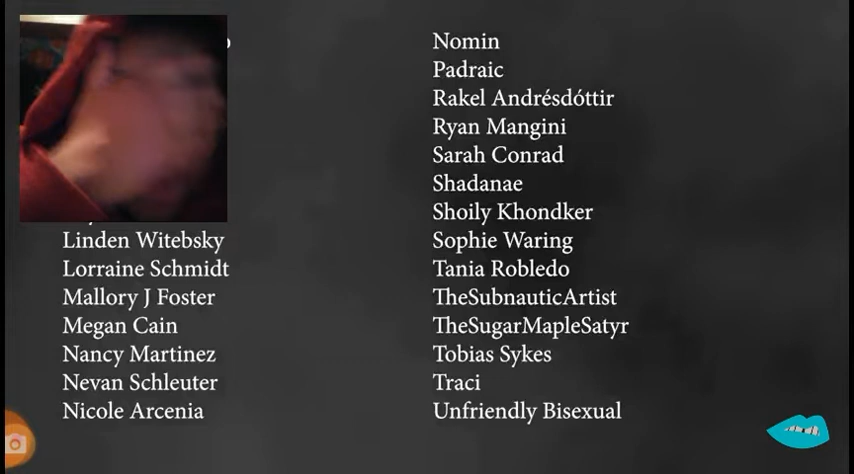 Linden Witebsky
Lorraine Schmidt
Mallory J Foster
Megan Cain
Nancy Martinez
Nevan Schleuter
Nicole Arcenia
Nomin
Padraic
Rakel Andrésdóttir
Ryan Mangini
Sarah Conrad
Shadanae
Shoily Khondker
Sophie Waring
Tania Robledo
TheSubnauticArtist
TheSugarMapleSatyr
Tobias Sykes
Traci
Unfriendly Bisexual